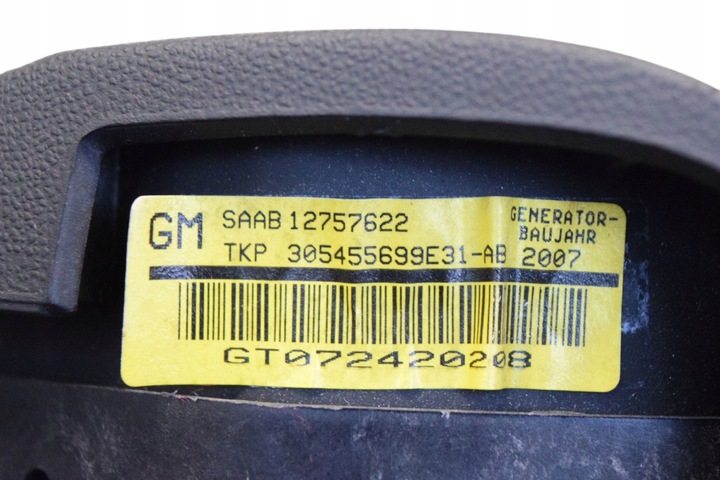 GM SAAB 12757622 GENERATOR-
BAUJAHR
TKP 305455699E31-AB 2007
GT072420208